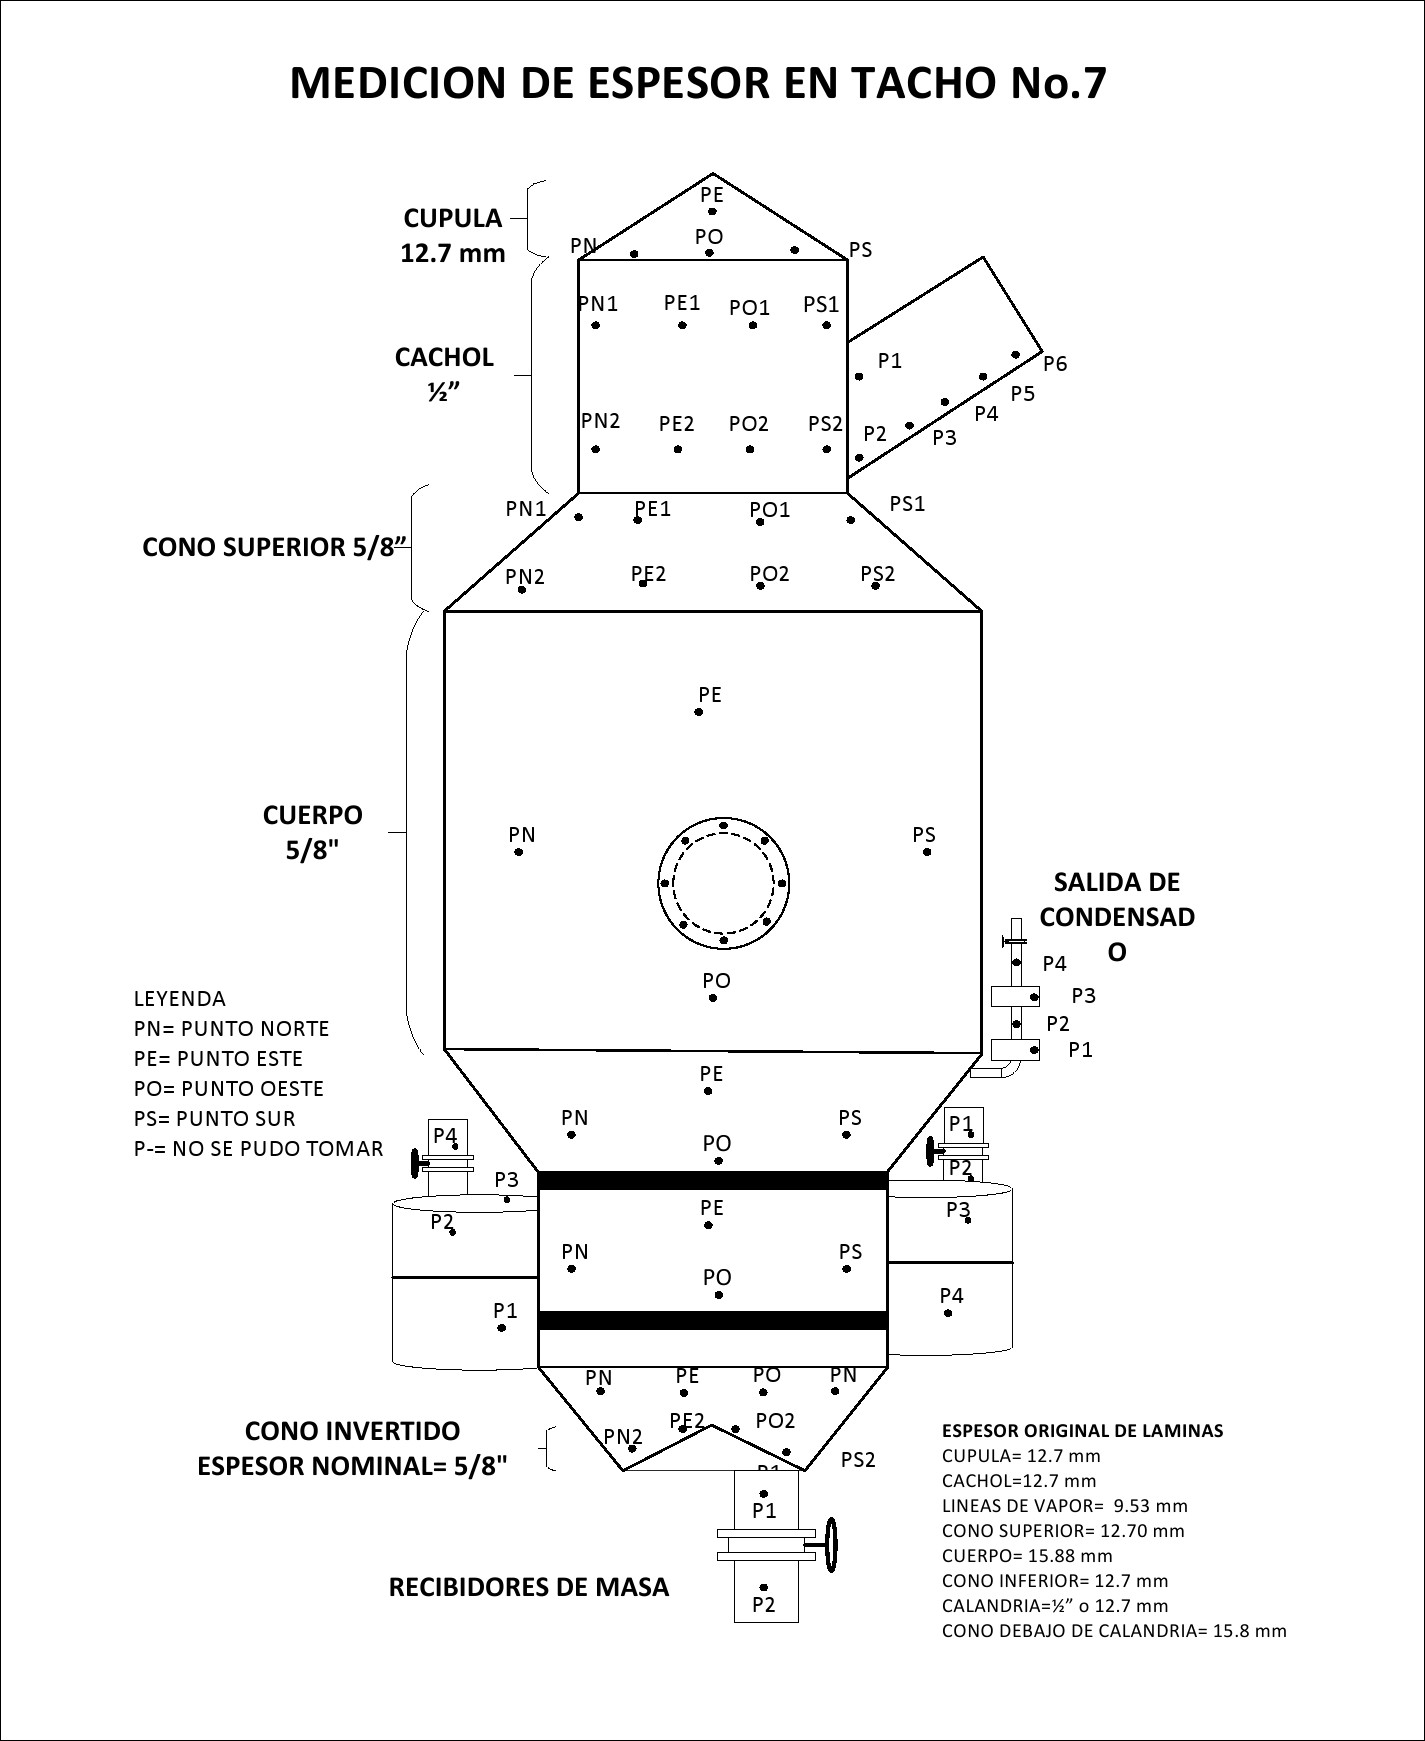 MEDICION DE ESPESOR EN TACHO No.7
PE
CUPULA
12.7 mm
PN
PO
PS
PN1
PE1
PO1
PS1
CACHOL
½”
P1
P6
P5
P4
P3
P2
PN2
PE2
PO2
PS2
PN1
PE1
PO1
PS1
CONO SUPERIOR 5/8”
PN2
PE2
PO2
PS2
PE
CUERPO
5/8"
PN
PS
SALIDA DE
CONDENSAD
O
P4
P3
P2
P1
PO
LEYENDA
PN= PUNTO NORTE
PE= PUNTO ESTE
PO= PUNTO OESTE
PS= PUNTO SUR
P-= NO SE PUDO TOMAR
PE
PN
PS
PO
P4
P3
P2
P1
P1
P2
P3
P4
PE
PN
PS
PO
PN
PE
PO
PN
PN2
PE2
PO2
PS2
CONO INVERTIDO
ESPESOR NOMINAL= 5/8"
P1
P1
P2
RECIBIDORES DE MASA
ESPESOR ORIGINAL DE LAMINAS
CUPULA= 12.7 mm
CACHOL=12.7 mm
LINEAS DE VAPOR= 9.53 mm
CONO SUPERIOR= 12.70 mm
CUERPO= 15.88 mm
CONO INFERIOR= 12.7 mm
CALANDRIA=½” o 12.7 mm
CONO DEBAJO DE CALANDRIA= 15.8 mm